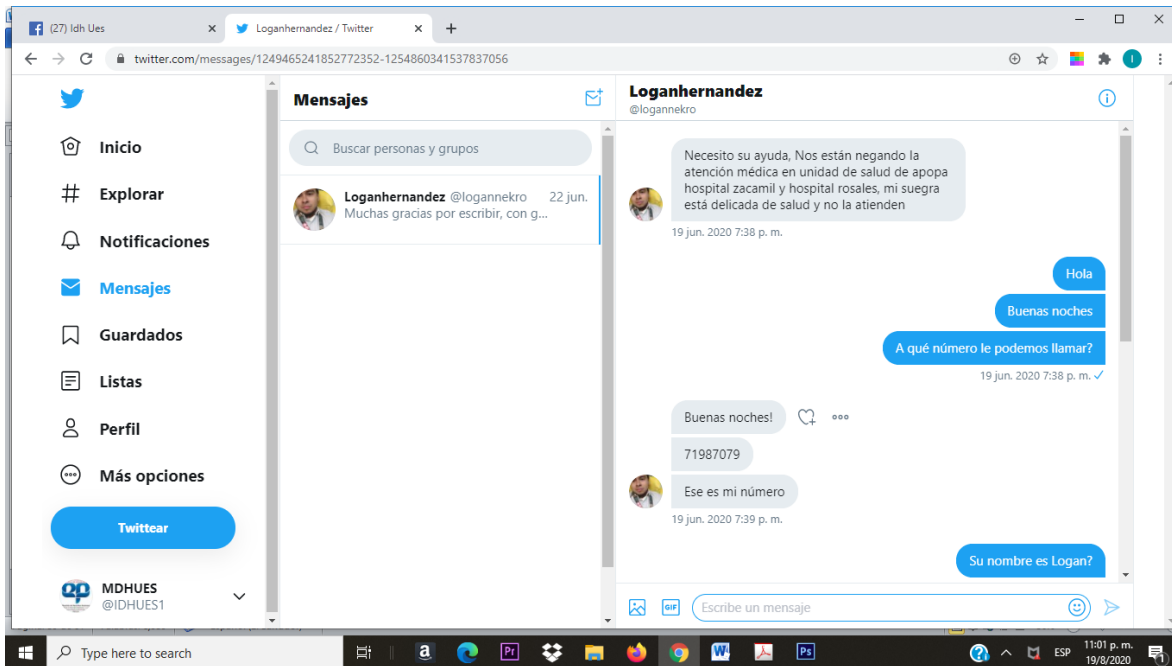 (27) Idh Ues
Loganhernandez / Twitter
twitter.com/messages/1249465241852772352-1254860341537837056
I
Inicio
Explorar
Notificaciones
Mensajes
Guardados
Listas
Perfil
Más opciones
Twittear
MDHUES
@IDHUES1
Mensajes
Buscar personas y grupos
Loganhernandez @logannekro 22 jun.
Muchas gracias por escribir, con g...
Loganhernandez
@logannekro
Necesito su ayuda, Nos están negando la
atención médica en unidad de salud de apopa
hospital zacamil y hospital rosales, mi suegra
está delicada de salud y no la atienden
19 jun. 2020 7:38 p. m.
Hola
Buenas noches
A qué número le podemos llamar?
19 jun. 2020 7:38 p. m.
Buenas noches!
71987079
Ese es mi número
19 jun. 2020 7:39 p. m.
Su nombre es Logan?
GIF
Escribe un mensaje
Type here to search
a
Pr
W
Ps
ESP
11:01 p. m.
19/8/2020